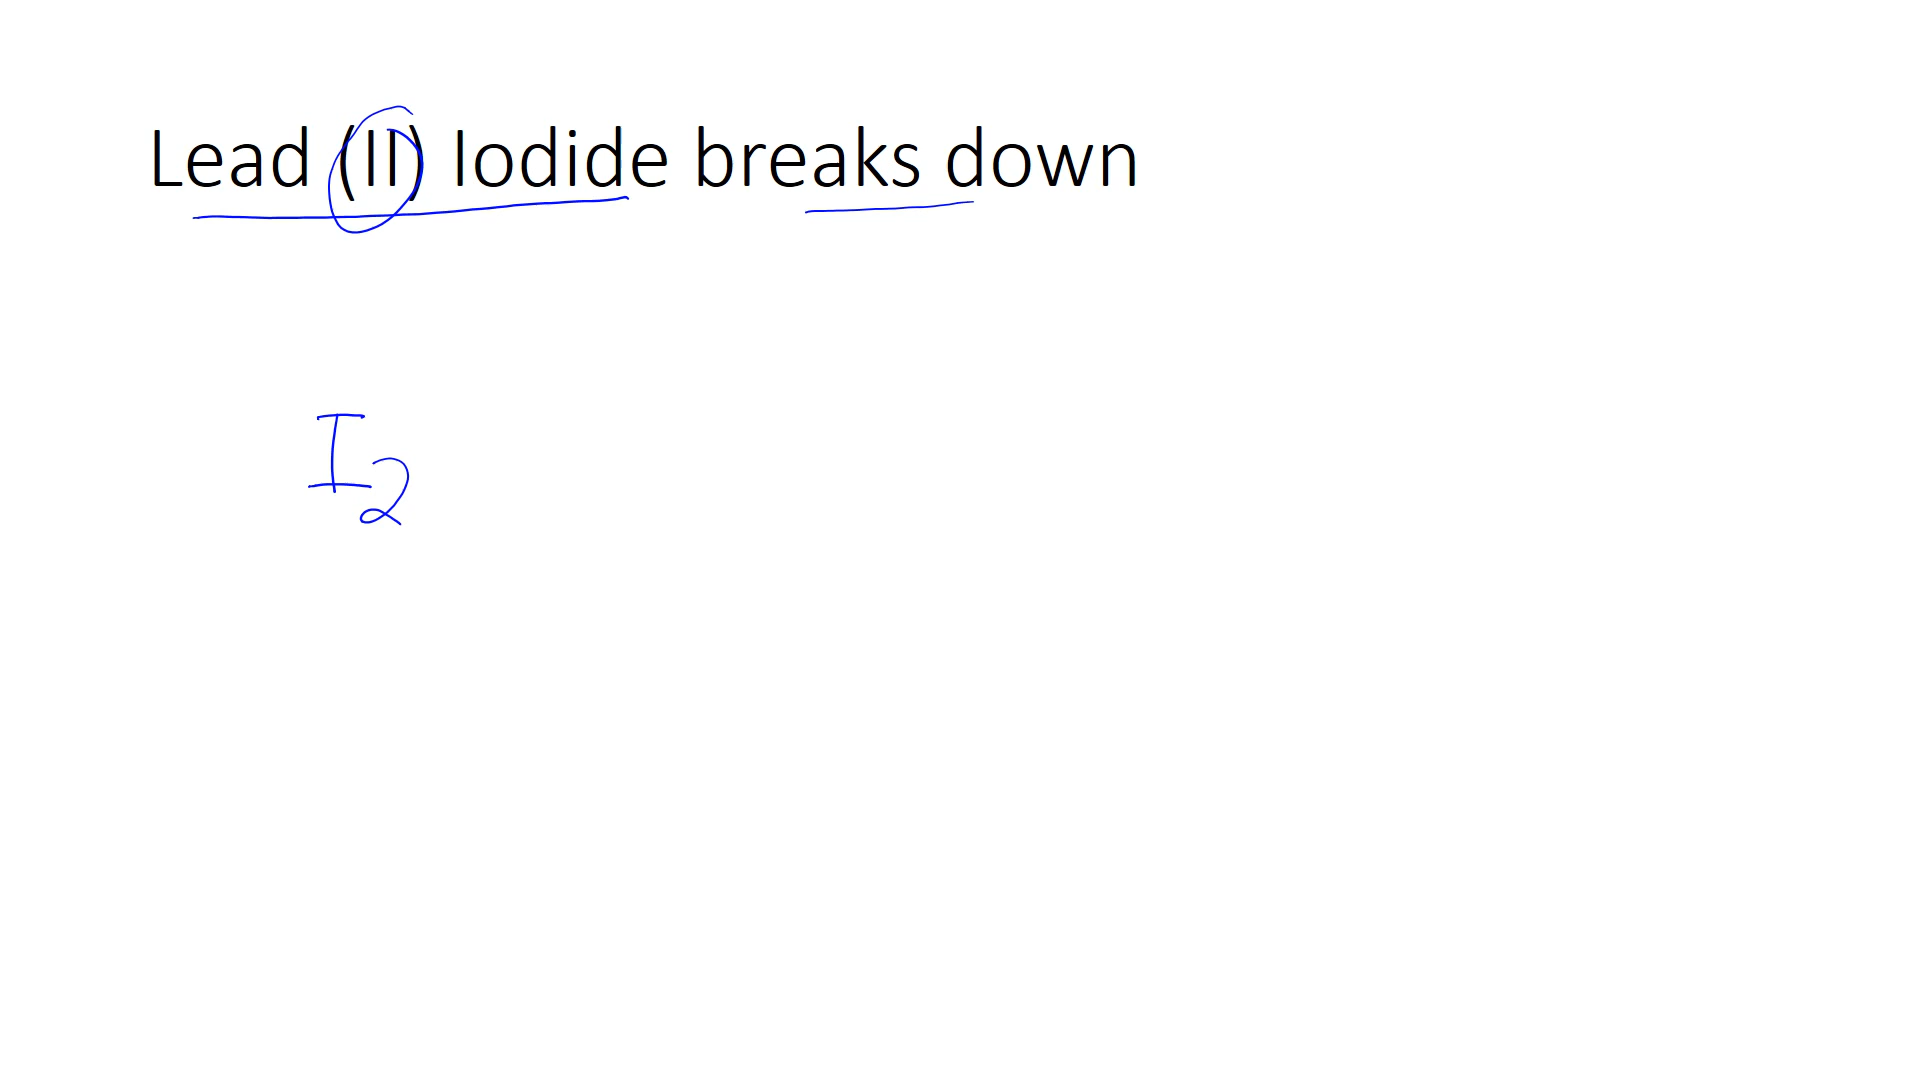 Lead (II) Iodide breaks down
I₂